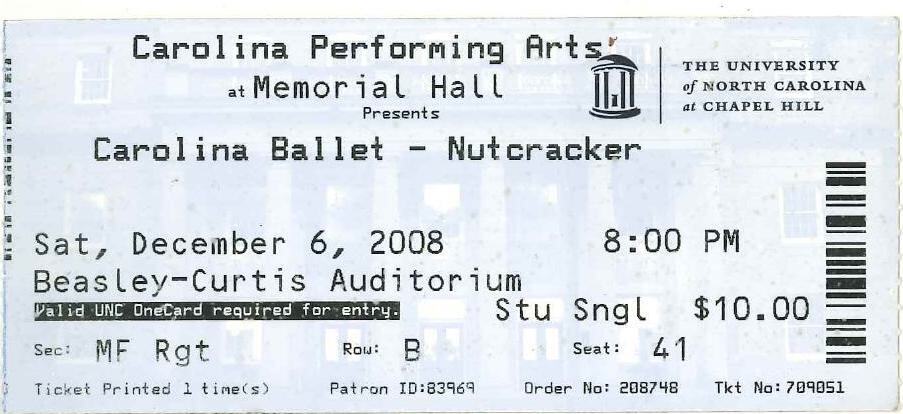 Carolina Performing Arts
at Memorial Hall
Presents
THE UNIVERSITY
of NORTH CAROLINA
at CHAPEL HILL
Carolina Ballet - Nutcracker
Sat, December 6, 2008 8:00 PM
Beasley-Curtis Auditorium
Valid UNC OneCard required for entry. Stu Sngl $10.00
Sec: MF Rgt Row: B Seat: 41
Ticket Printed 1 time(s) Patron ID:83969 Order No: 208748 Tkt No:709051